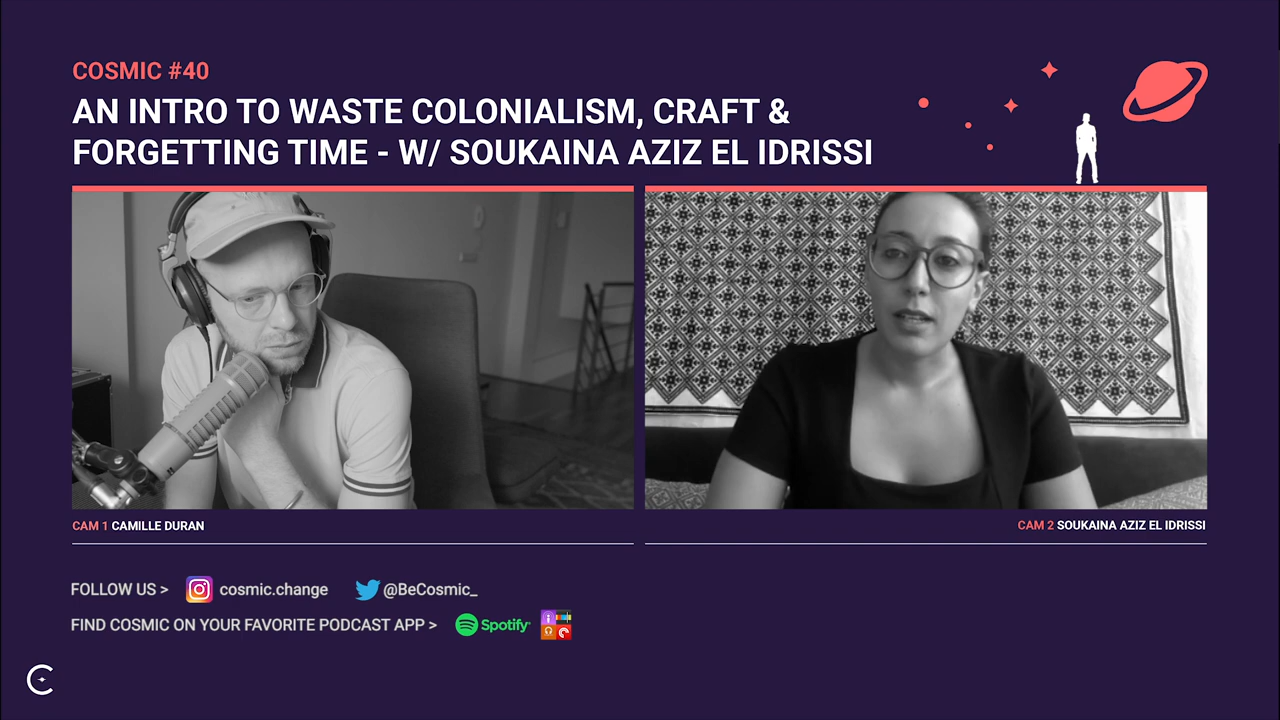 COSMIC #40
AN INTRO TO WASTE COLONIALISM, CRAFT &
FORGETTING TIME - W/ SOUKAINA AZIZ EL IDRISSI
CAM 1 CAMILLE DURAN
CAM 2 SOUKAINA AZIZ EL IDRISSI
FOLLOW US > cosmic.change @BeCosmic_
FIND COSMIC ON YOUR FAVORITE PODCAST APP > Spotify